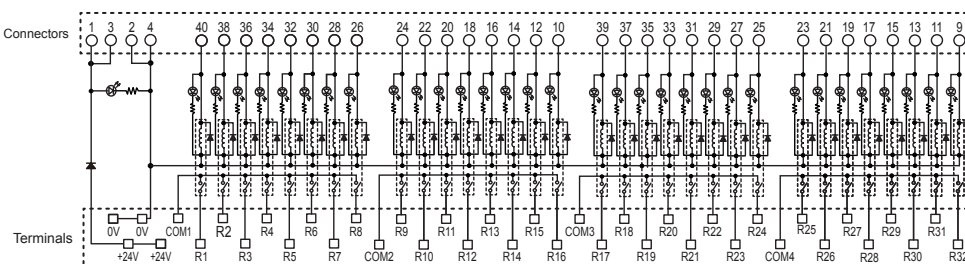 Connectors
1 3 2 4 40 38 36 34 32 30 28 26 24 22 20 18 16 14 12 10 39 37 35 33 31 29 27 25 23 21 19 17 15 13 11 9
0V 0V COM1 R2 R4 R6 R8 R9 R11 R13 R15 COM3 R18 R20 R22 R24 R25 R27 R29 R31
Terminals
+24V +24V R1 R3 R5 R7 COM2 R10 R12 R14 R16 R17 R19 R21 R23 COM4 R26 R28 R30 R32